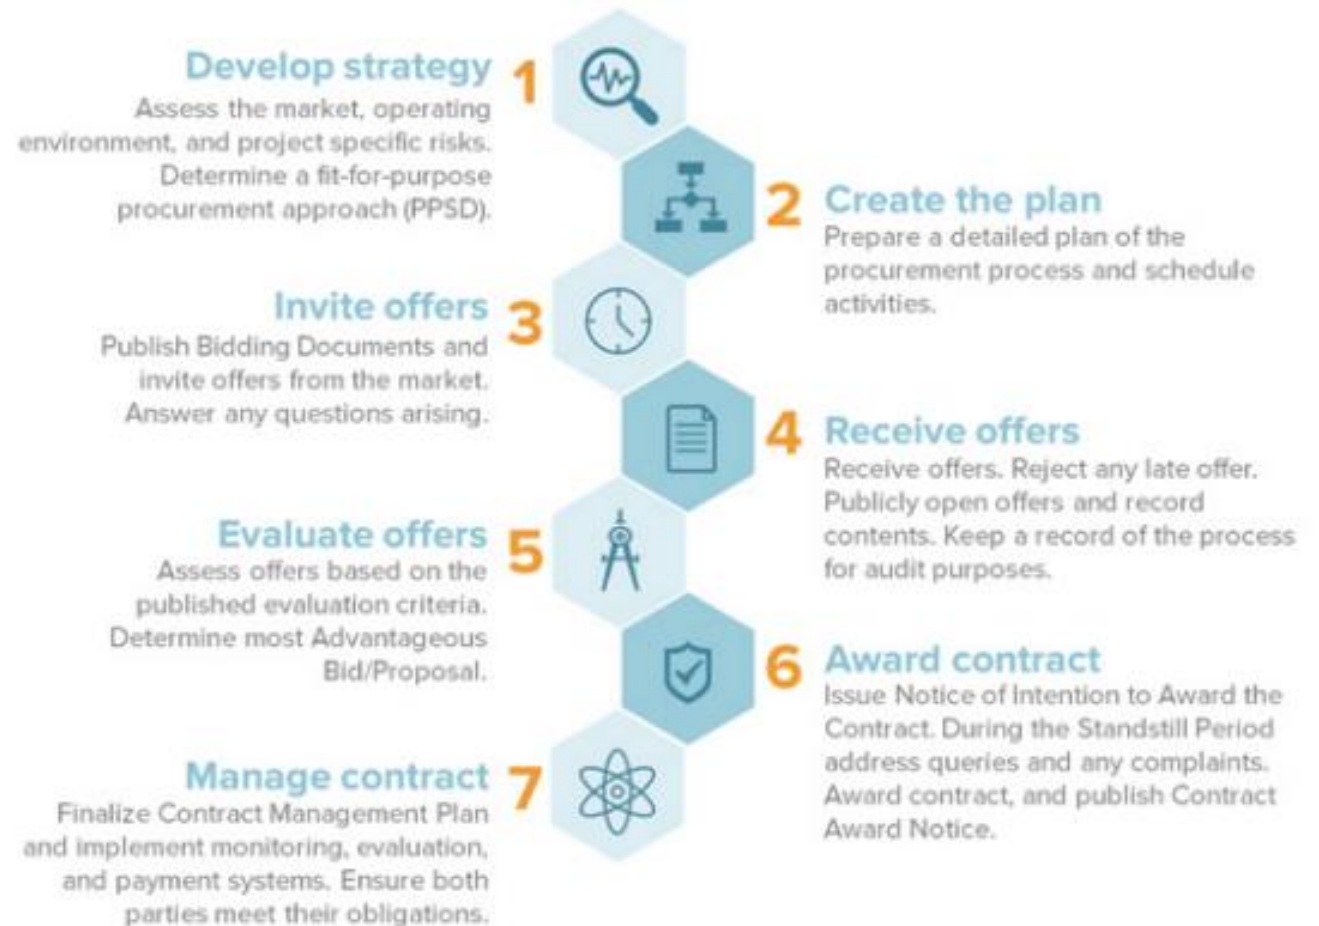 1
Develop strategy
Assess the market, operating
environment, and project specific risks.
Determine a fit-for-purpose
procurement approach (PPSD).
2
Create the plan
Prepare a detailed plan of the
procurement process and schedule
activities.
3
Invite offers
Publish Bidding Documents and
invite offers from the market.
Answer any questions arising.
4
Receive offers
Receive offers. Reject any late offer.
Publicly open offers and record
contents. Keep a record of the process
for audit purposes.
5
Evaluate offers
Assess offers based on the
published evaluation criteria.
Determine most Advantageous
Bid/Proposal.
6
Award contract
Issue Notice of Intention to Award the
Contract. During the Standstill Period
address queries and any complaints.
Award contract, and publish Contract
Award Notice.
7
Manage contract
Finalize Contract Management Plan
and implement monitoring, evaluation,
and payment systems. Ensure both
parties meet their obligations.